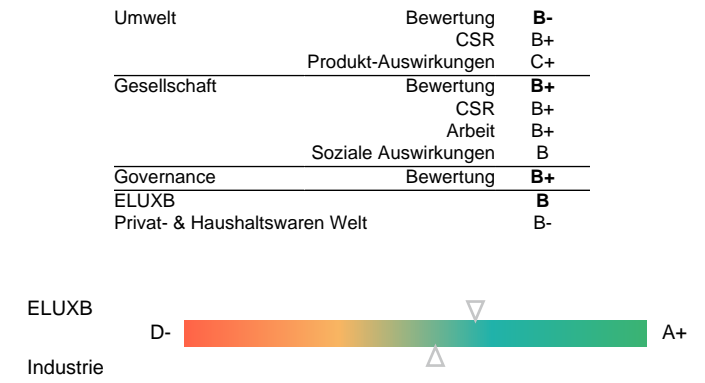 Umwelt Bewertung B-
CSR B+
Produkt-Auswirkungen C+
Gesellschaft Bewertung B+
CSR B+
Arbeit B+
Soziale Auswirkungen B
Governance Bewertung B+
ELUXB B
Privat- & Haushaltswaren Welt B-
ELUXB
D- A+
Industrie